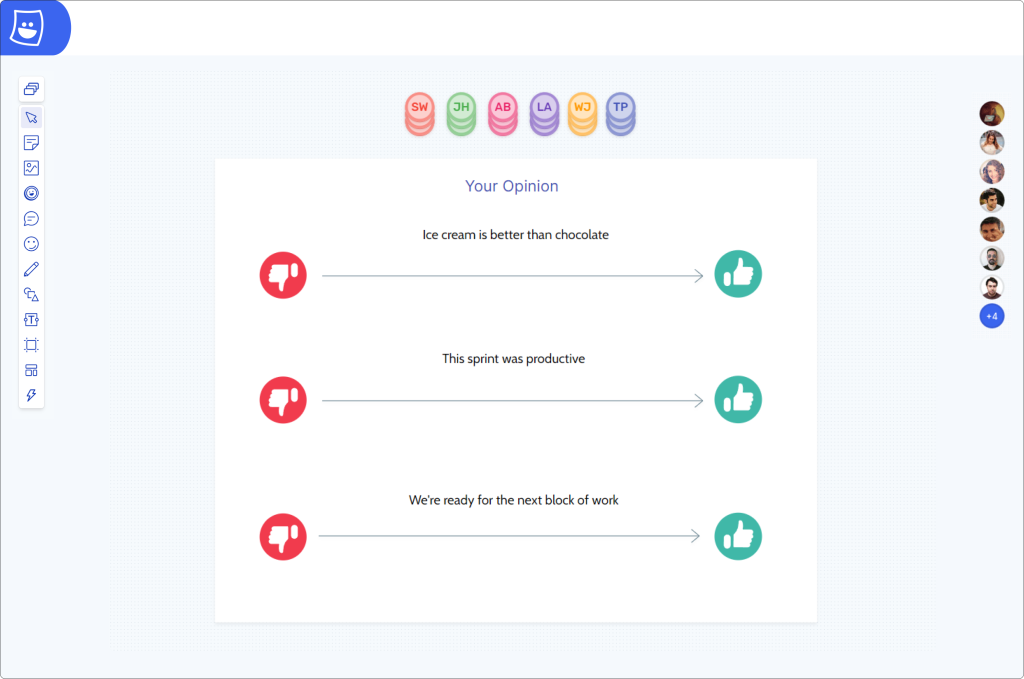 SW JH AB LA WJ TP
Your Opinion
Ice cream is better than chocolate
This sprint was productive
We're ready for the next block of work
+4